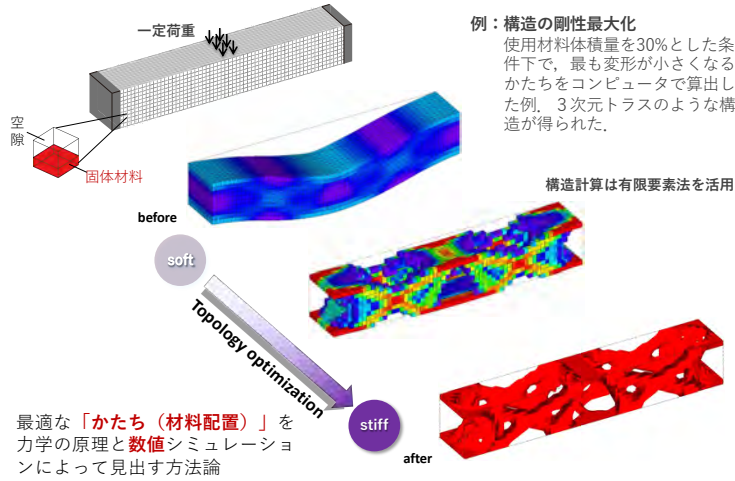 一定荷重
例：構造の剛性最大化
使用材料体積量を30%とした条
件下で，最も変形が小さくなる
かたちをコンピュータで算出し
た例．３次元トラスのような構
造が得られた．
空
隙
固体材料
構造計算は有限要素法を活用
before
soft
Topology optimization
stiff
after
最適な「かたち（材料配置）」を
力学の原理と数値シミュレーショ
ンによって見出す方法論